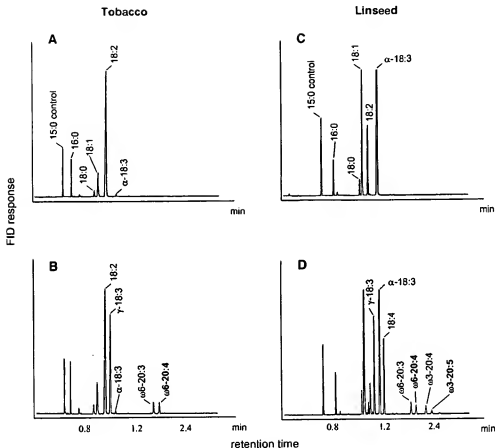 Tobacco
Linseed
A
15:0 control
16:0
18:0
18:1
18:2
α-18:3
min
C
15:0 control
16:0
18:0
18:1
18:2
α-18:3
min
FID response
B
18:2
γ-18:3
α-18:3
ω6-20:3
ω6-20:4
min
0.8
1.2
2.4
D
γ-18:3
α-18:3
18:4
ω6-20:3
ω6-20:4
ω3-20:4
ω3-20:5
min
0.8
1.2
2.4
retention time